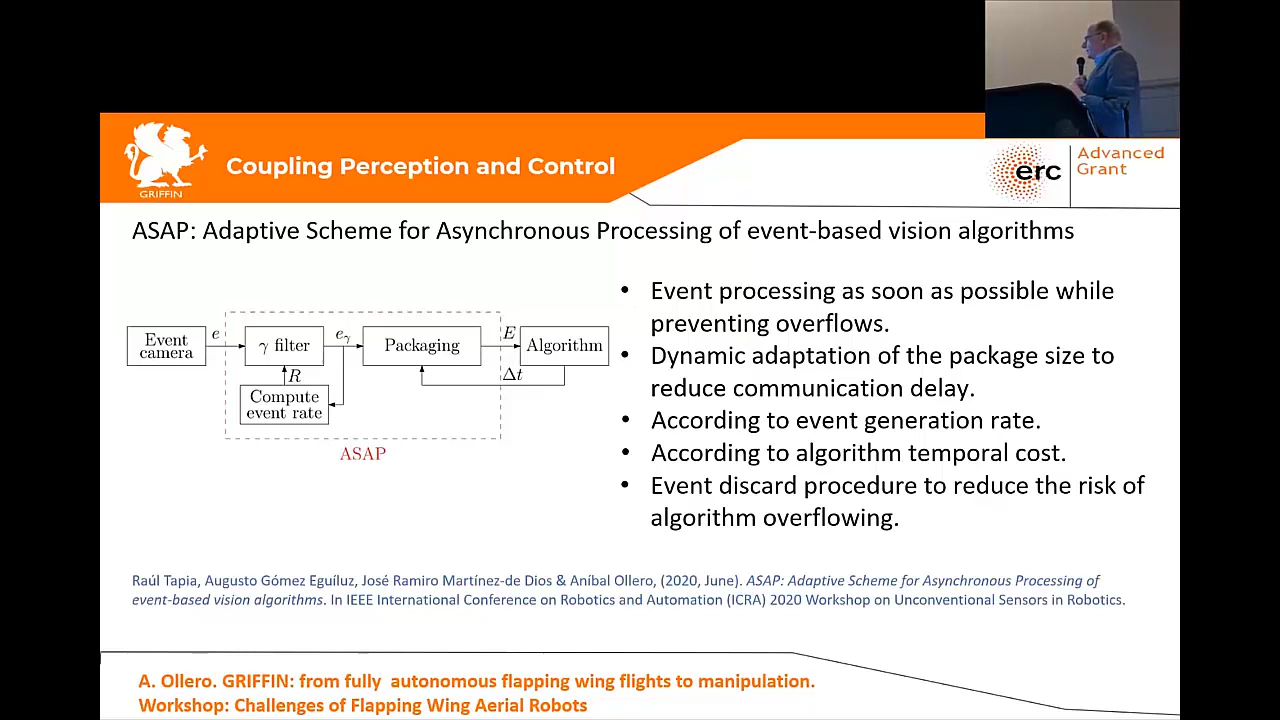 GRIFFIN
Coupling Perception and Control
erc
Advanced
Grant
ASAP: Adaptive Scheme for Asynchronous Processing of event-based vision algorithms
Event
camera
e
γ filter
eγ
Packaging
E
Algorithm
R
Δt
Compute
event rate
ASAP
• Event processing as soon as possible while
preventing overflows.
• Dynamic adaptation of the package size to
reduce communication delay.
• According to event generation rate.
• According to algorithm temporal cost.
• Event discard procedure to reduce the risk of
algorithm overflowing.
Raúl Tapia, Augusto Gómez Eguíluz, José Ramiro Martínez-de Dios & Aníbal Ollero, (2020, June). ASAP: Adaptive Scheme for Asynchronous Processing of
event-based vision algorithms. In IEEE International Conference on Robotics and Automation (ICRA) 2020 Workshop on Unconventional Sensors in Robotics.
A. Ollero. GRIFFIN: from fully autonomous flapping wing flights to manipulation.
Workshop: Challenges of Flapping Wing Aerial Robots